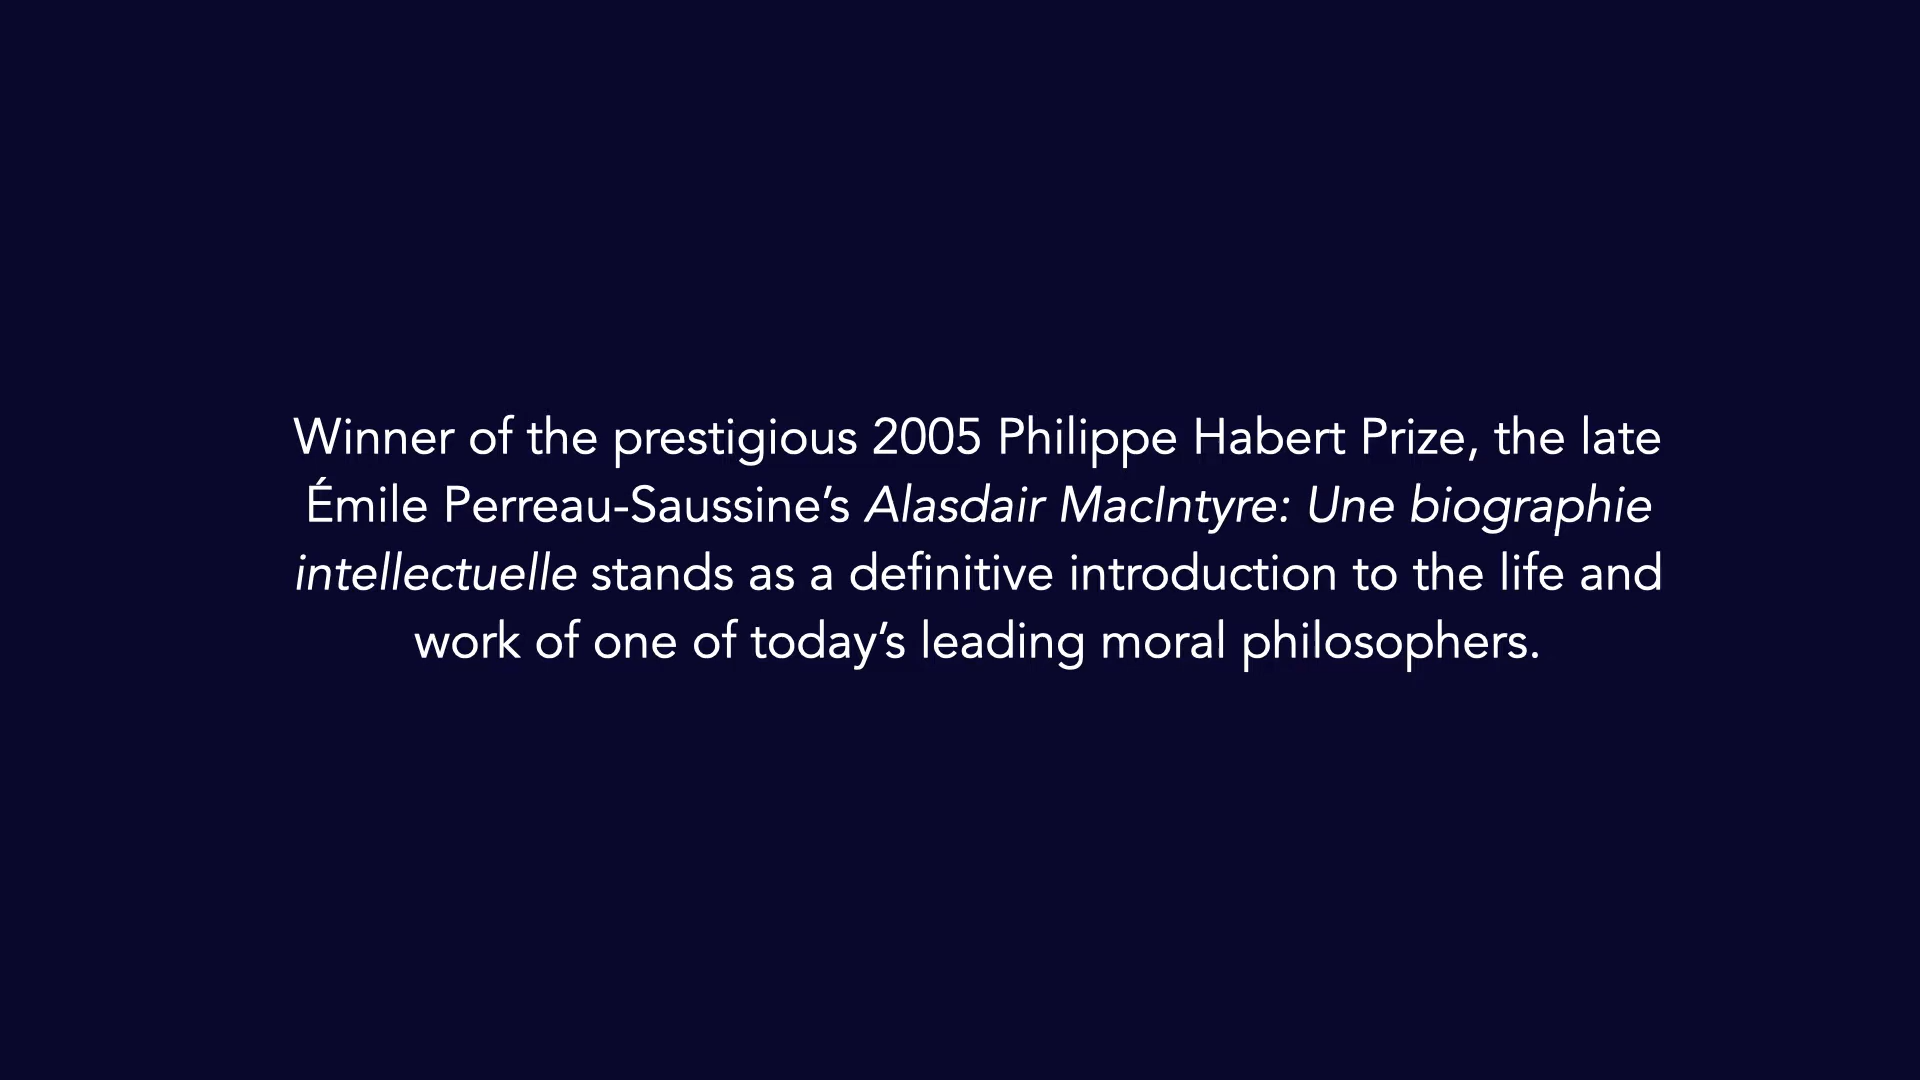 Winner of the prestigious 2005 Philippe Habert Prize, the late
Émile Perreau-Saussine’s Alasdair MacIntyre: Une biographie
intellectuelle stands as a definitive introduction to the life and
work of one of today’s leading moral philosophers.